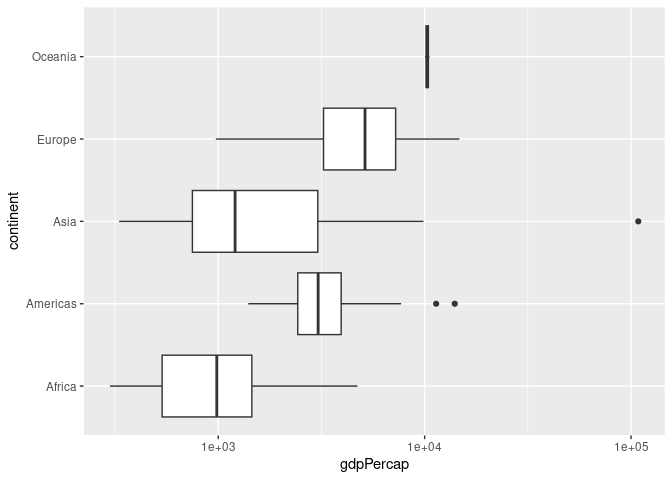 Oceania
Europe
Asia
Americas
Africa
continent
1e+03
1e+04
1e+05
gdpPercap